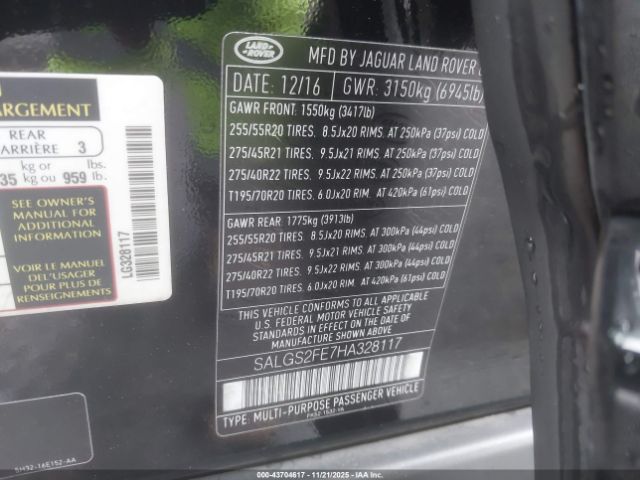 ARGEMENT
REAR
ARRIÈRE 3
kg or lbs.
35 kg ou 959 lb.
SEE OWNER'S
MANUAL FOR
ADDITIONAL
INFORMATION
VOIR LE MANUEL
DE L'USAGER
POUR PLUS DE
RENSEIGNEMENTS
LG328117
5H32-16E152-AA
LAND
ROVER
MFD BY JAGUAR LAND ROVER
DATE: 12/16 GWR: 3150kg (6945lb)
GAWR FRONT: 1550kg (3417lb)
255/55R20 TIRES. 8.5Jx20 RIMS. AT 250kPa (37psi) COLD
275/45R21 TIRES. 9.5Jx21 RIMS. AT 250kPa (37psi) COLD
275/40R22 TIRES. 9.5Jx22 RIMS. AT 250kPa (37psi) COLD
T195/70R20 TIRES. 6.0Jx20 RIM. AT 420kPa (61psi) COLD
GAWR REAR: 1775kg (3913lb)
255/55R20 TIRES. 8.5Jx20 RIMS. AT 300kPa (44psi) COLD
275/45R21 TIRES. 9.5Jx21 RIMS. AT 300kPa (44psi) COLD
275/40R22 TIRES. 9.5Jx22 RIMS. AT 300kPa (44psi) COLD
T195/70R20 TIRES. 6.0Jx20 RIM. AT 420kPa (61psi) COLD
THIS VEHICLE CONFORMS TO ALL APPLICABLE
U.S. FEDERAL MOTOR VEHICLE SAFETY STANDARDS
IN EFFECT ON THE DATE OF MANUFACTURE SHOWN ABOVE.
SALGS2FE7HA328117
TYPE: MULTI-PURPOSE PASSENGER VEHICLE
000-43704617 - 11/21/2025 - IAAI.COM